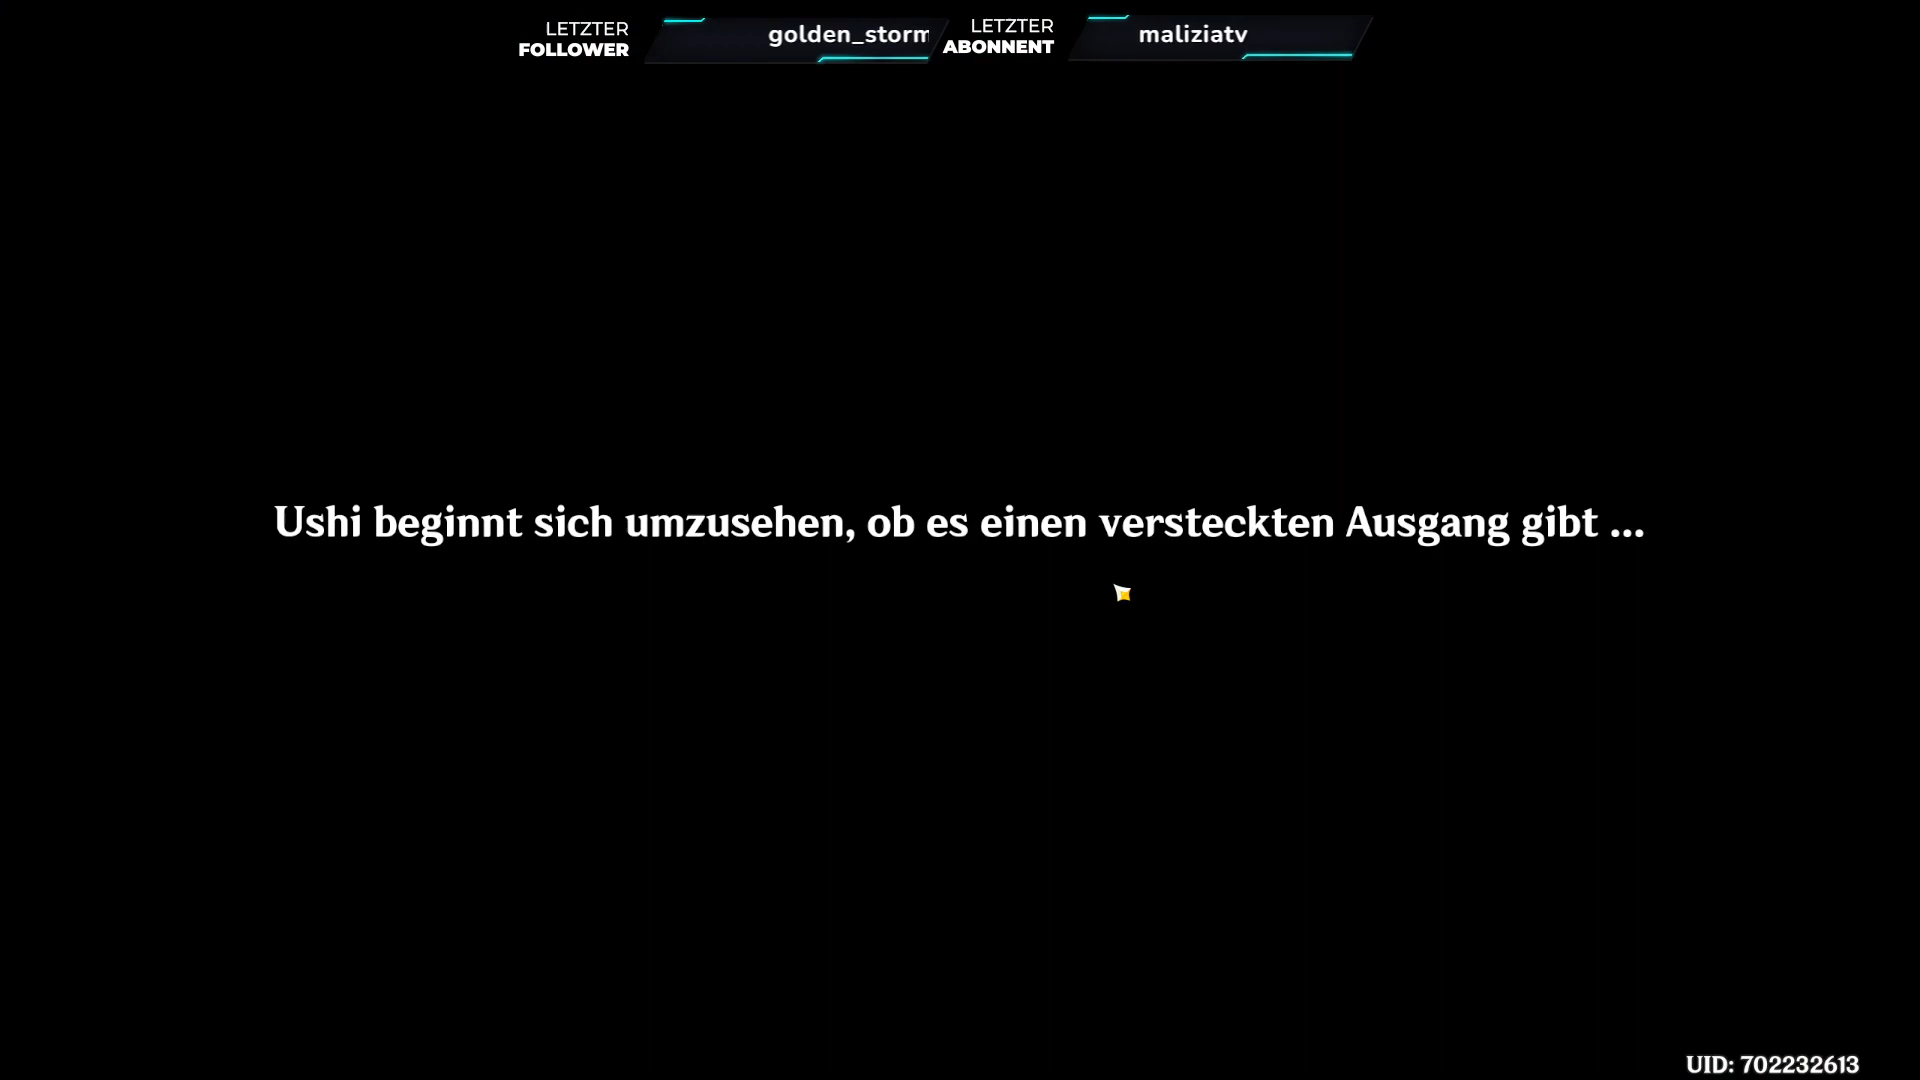 LETZTER
FOLLOWER
golden_storm
LETZTER
ABONNENT
maliziatv
Ushi beginnt sich umzusehen, ob es einen versteckten Ausgang gibt ...
UID: 702232613